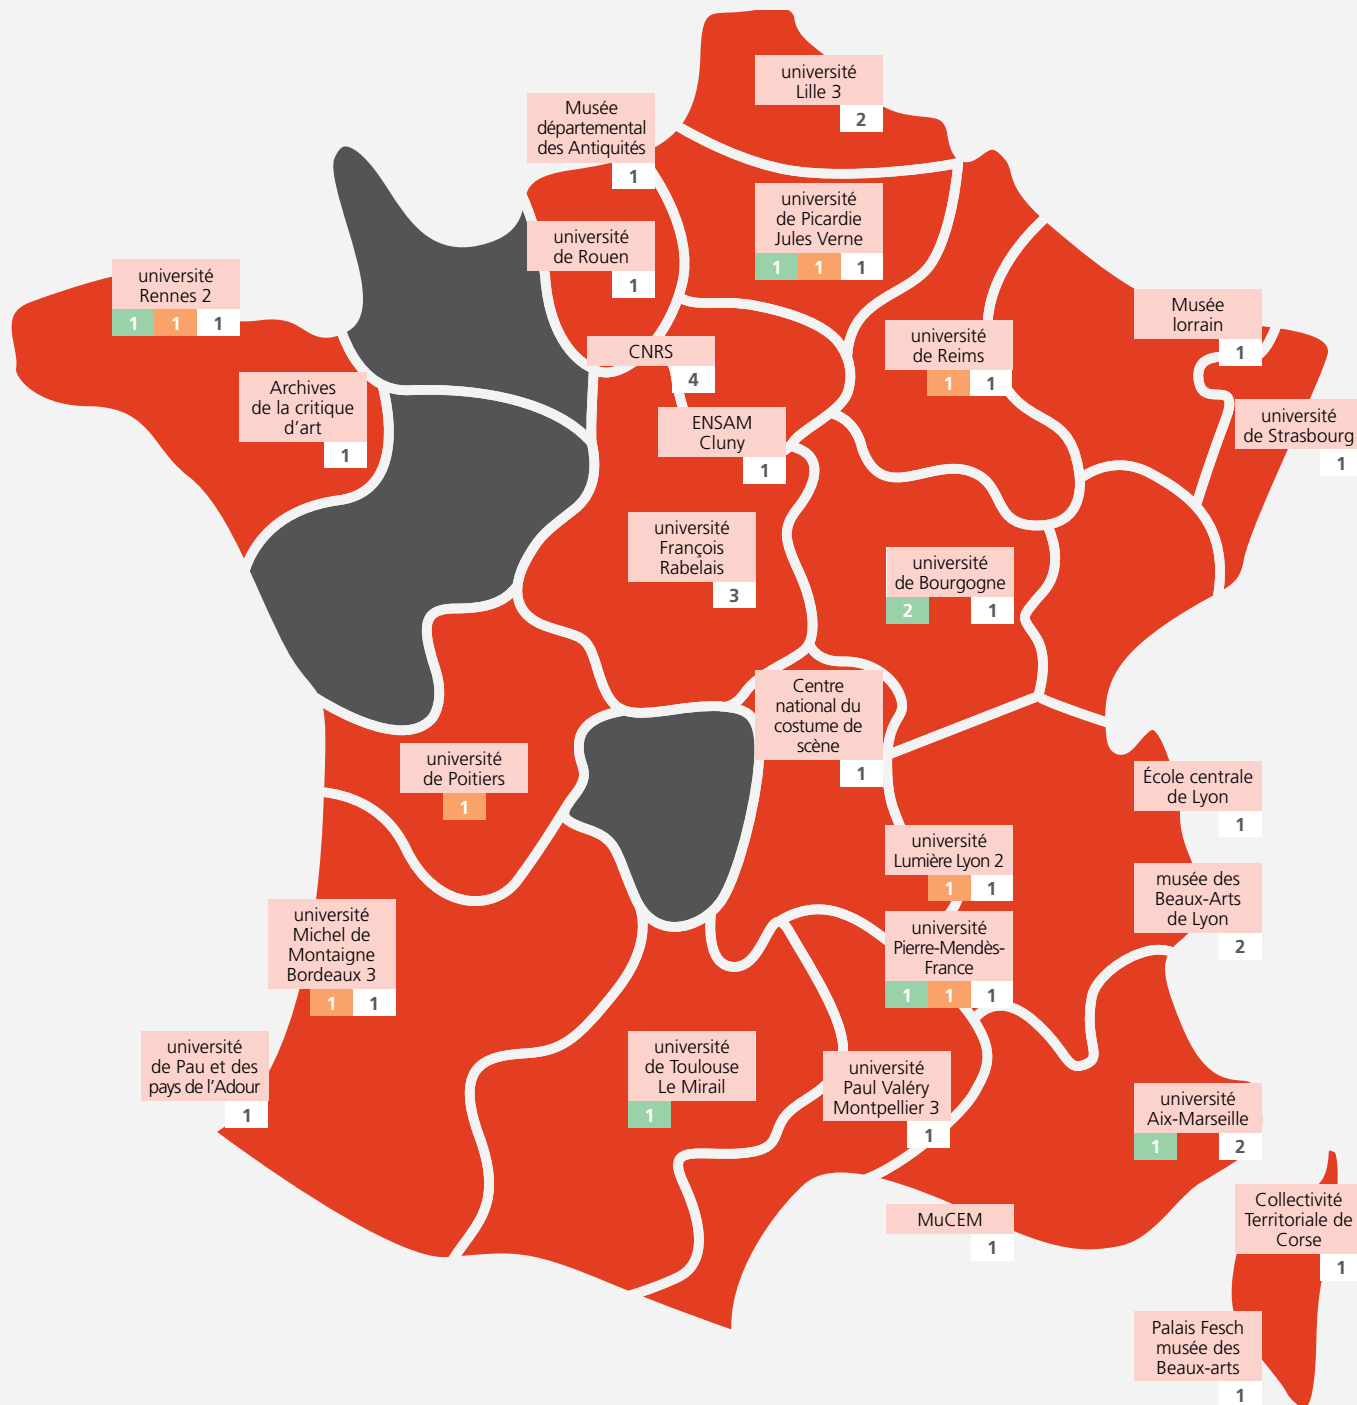 université
Lille 3
2
Musée
départemental
des Antiquités
1
université
de Picardie
Jules Verne
1 1 1
université
de Rouen
1
université
Rennes 2
1 1 1
Musée
lorrain
1
université
de Reims
1 1
CNRS
4
Archives
de la critique
d’art
1
ENSAM
Cluny
1
université
de Strasbourg
1
université
François
Rabelais
3
université
de Bourgogne
2 1
Centre
national du
costume de
scène
1
université
de Poitiers
1
École centrale
de Lyon
1
université
Lumière Lyon 2
1 1
musée des
Beaux-Arts
de Lyon
2
université
Michel de
Montaigne
Bordeaux 3
1 1
université
Pierre-Mendès-
France
1 1 1
université
de Pau et des
pays de l’Adour
1
université
de Toulouse
Le Mirail
1
université
Paul Valéry
Montpellier 3
1
université
Aix-Marseille
1 2
MuCEM
1
Collectivité
Territoriale de
Corse
1
Palais Fesch
musée des
Beaux-arts
1